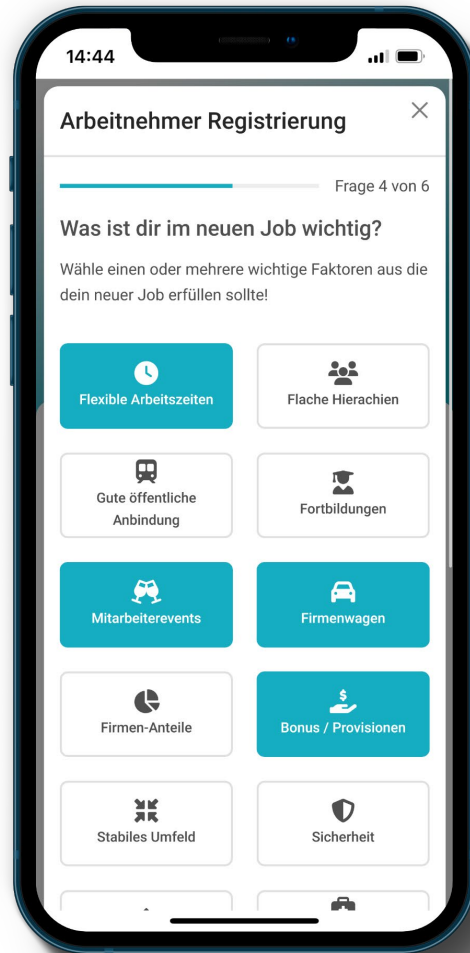 14:44
Arbeitnehmer Registrierung
Frage 4 von 6
Was ist dir im neuen Job wichtig?
Wähle einen oder mehrere wichtige Faktoren aus die
dein neuer Job erfüllen sollte!
Flexible Arbeitszeiten
Flache Hierachien
Gute öffentliche
Anbindung
Fortbildungen
Mitarbeiterevents
Firmenwagen
Firmen-Anteile
$
Bonus / Provisionen
Stabiles Umfeld
Sicherheit